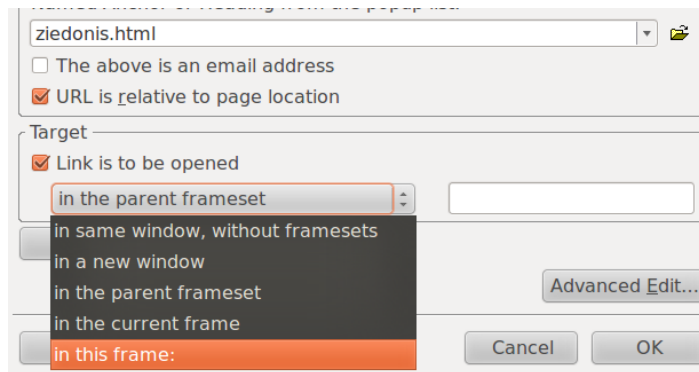 ziedonis.html
The above is an email address
URL is relative to page location
Target
Link is to be opened
in the parent frameset
in same window, without framesets
in a new window
in the parent frameset
Advanced Edit...
in the current frame
in this frame:
Cancel
OK